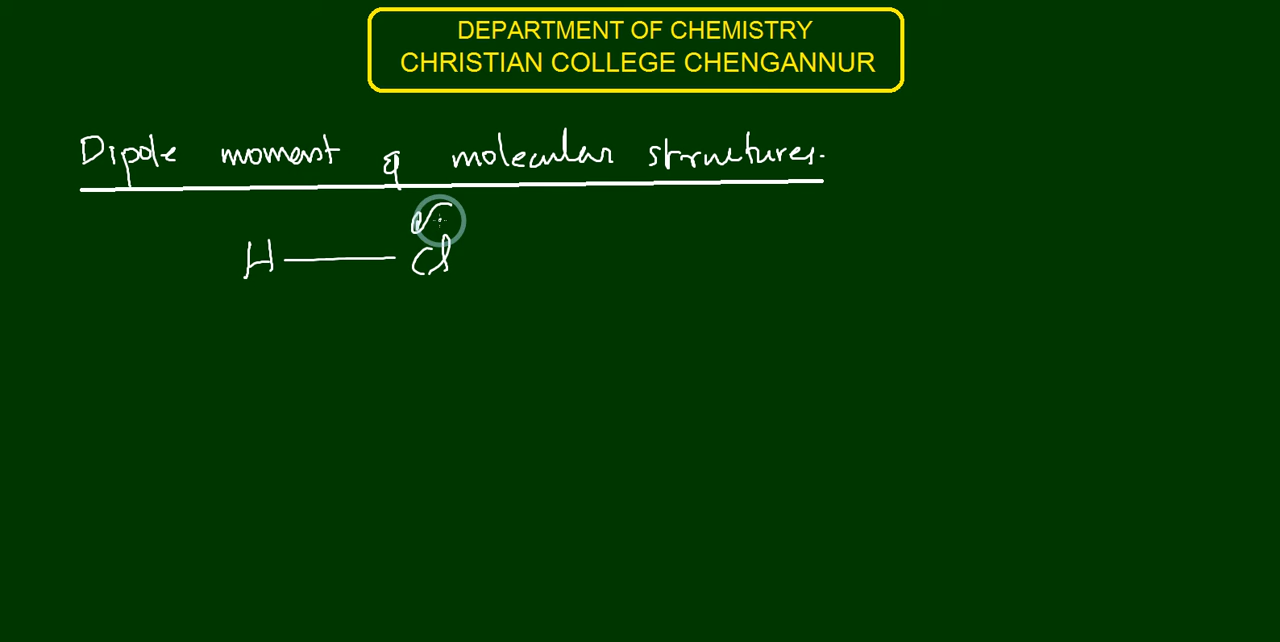 DEPARTMENT OF CHEMISTRY
CHRISTIAN COLLEGE CHENGANNUR
Dipole moment & molecular structures.
H — Cl